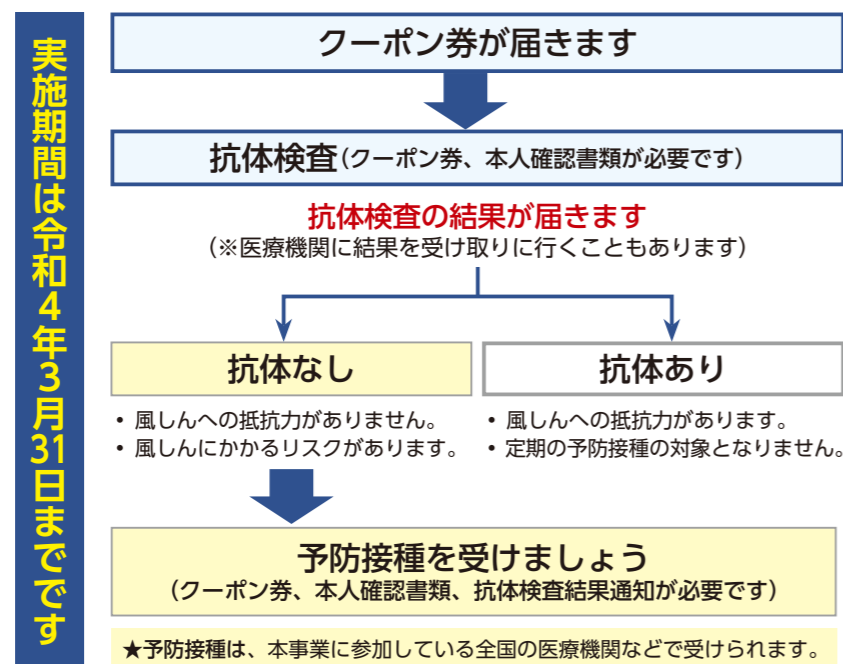 実施期間は令和4年3月31日までです
クーポン券が届きます
抗体検査(クーポン券、本人確認書類が必要です)
抗体検査の結果が届きます
(※医療機関に結果を受け取りに行くこともあります)
抗体なし
・風しんへの抵抗力がありません。
・風しんにかかるリスクがあります。
抗体あり
・風しんへの抵抗力があります。
・定期の予防接種の対象となりません。
予防接種を受けましょう
(クーポン券、本人確認書類、抗体検査結果通知が必要です)
★予防接種は、本事業に参加している全国の医療機関などで受けられます。